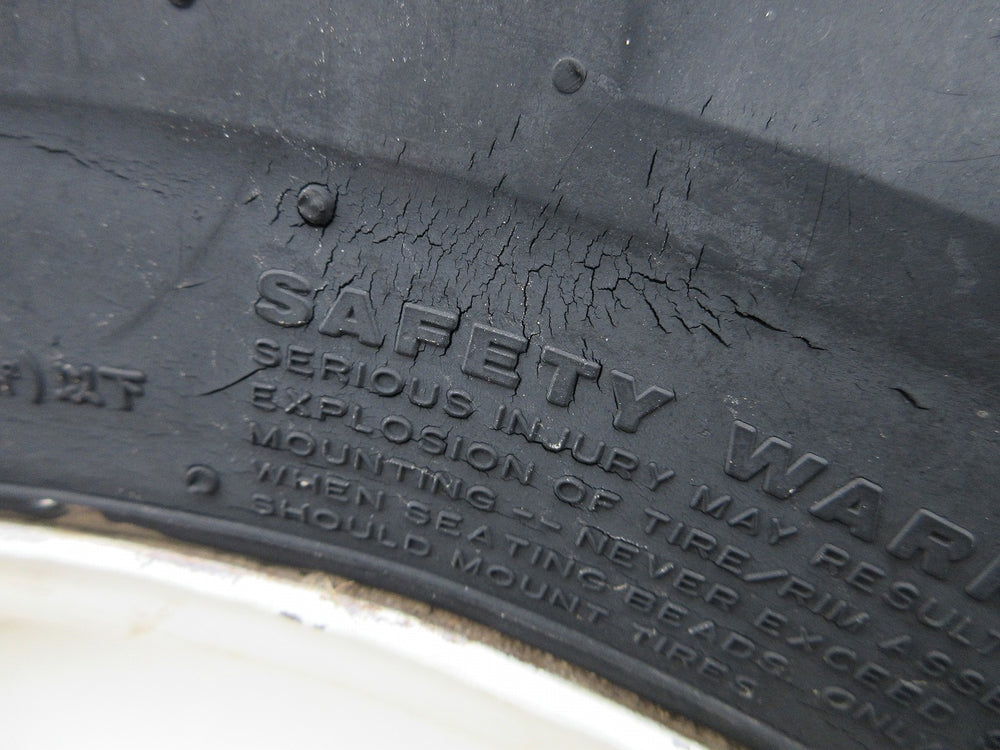 SAFETY WAR
SERIOUS INJURY MAY RESULT
EXPLOSION OF TIRE/RIM ASSE
MOUNTING -- NEVER EXCEED
WHEN SEATING BEADS. ONL
SHOULD MOUNT TIRES.